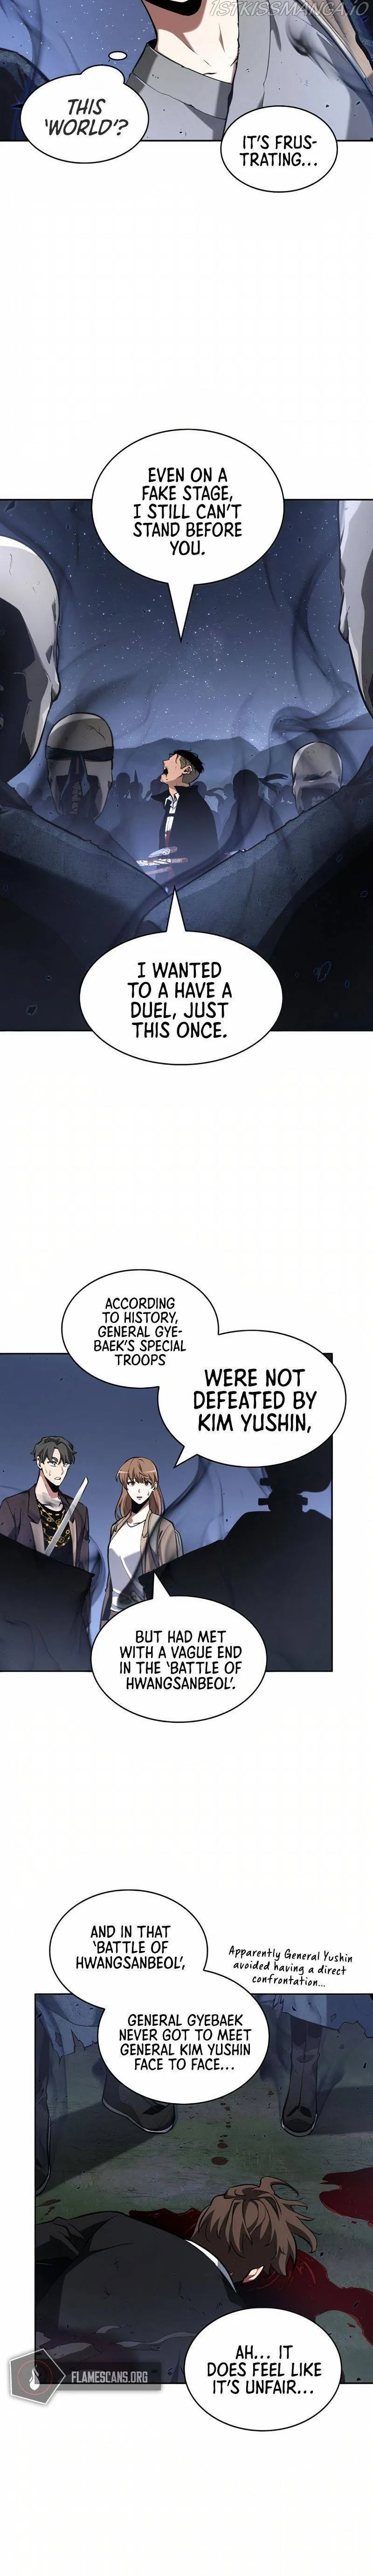 1STKISSMANGA.IO
THIS
'WORLD'?
IT'S FRUS-
TRATING...
EVEN ON A
FAKE STAGE,
I STILL CAN'T
STAND BEFORE
YOU.
I WANTED
TO A HAVE A
DUEL, JUST
THIS ONCE.
ACCORDING
TO HISTORY,
GENERAL GYE-
BAEK'S SPECIAL
TROOPS
WERE NOT
DEFEATED BY
KIM YUSHIN,
BUT HAD MET
WITH A VAGUE END
IN THE 'BATTLE OF
HWANGSANBEOL'.
AND IN THAT
'BATTLE OF
HWANGSANBEOL',
Apparently General Yushin
avoided having a direct
confrontation...
GENERAL GYEBAEK
NEVER GOT TO MEET
GENERAL KIM YUSHIN
FACE TO FACE...
AH... IT
DOES FEEL LIKE
IT'S UNFAIR...
FLAMESCANS.ORG